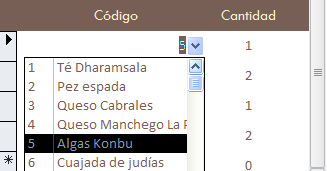 Código Cantidad
5 1
1 Té Dharamsala
2
2 Pez espada
3 Queso Cabrales 1
4 Queso Manchego La
2
5 Algas Konbu
6 Cuajada de judías 0